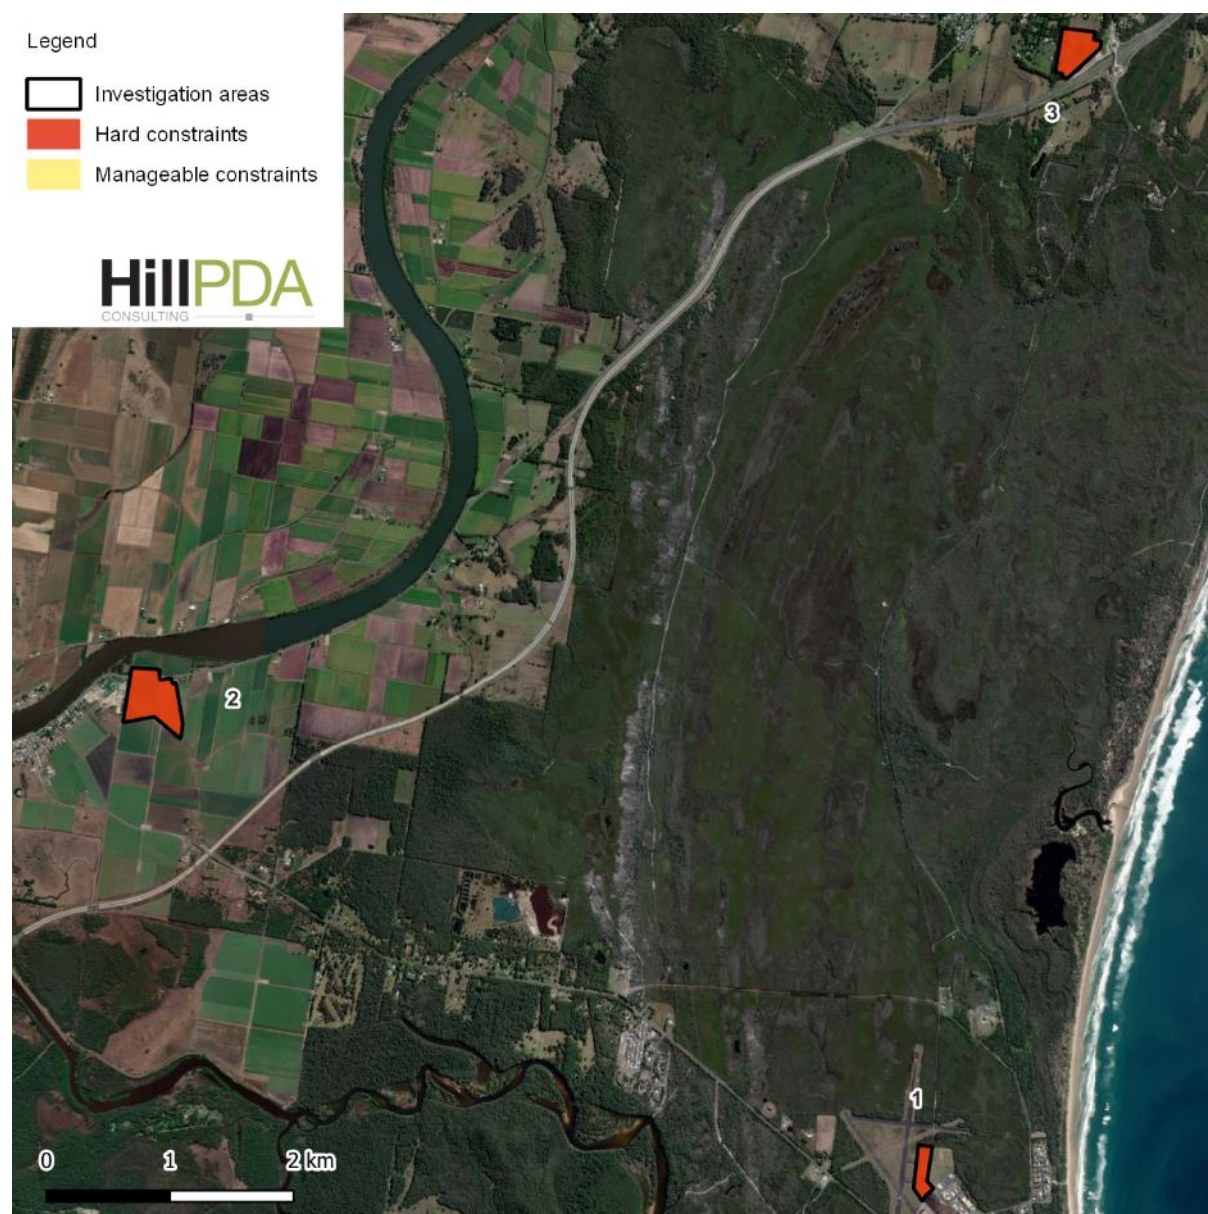 Legend
Investigation areas
Hard constraints
Manageable constraints
HillPDA
CONSULTING
3
2
1
0 1 2 km